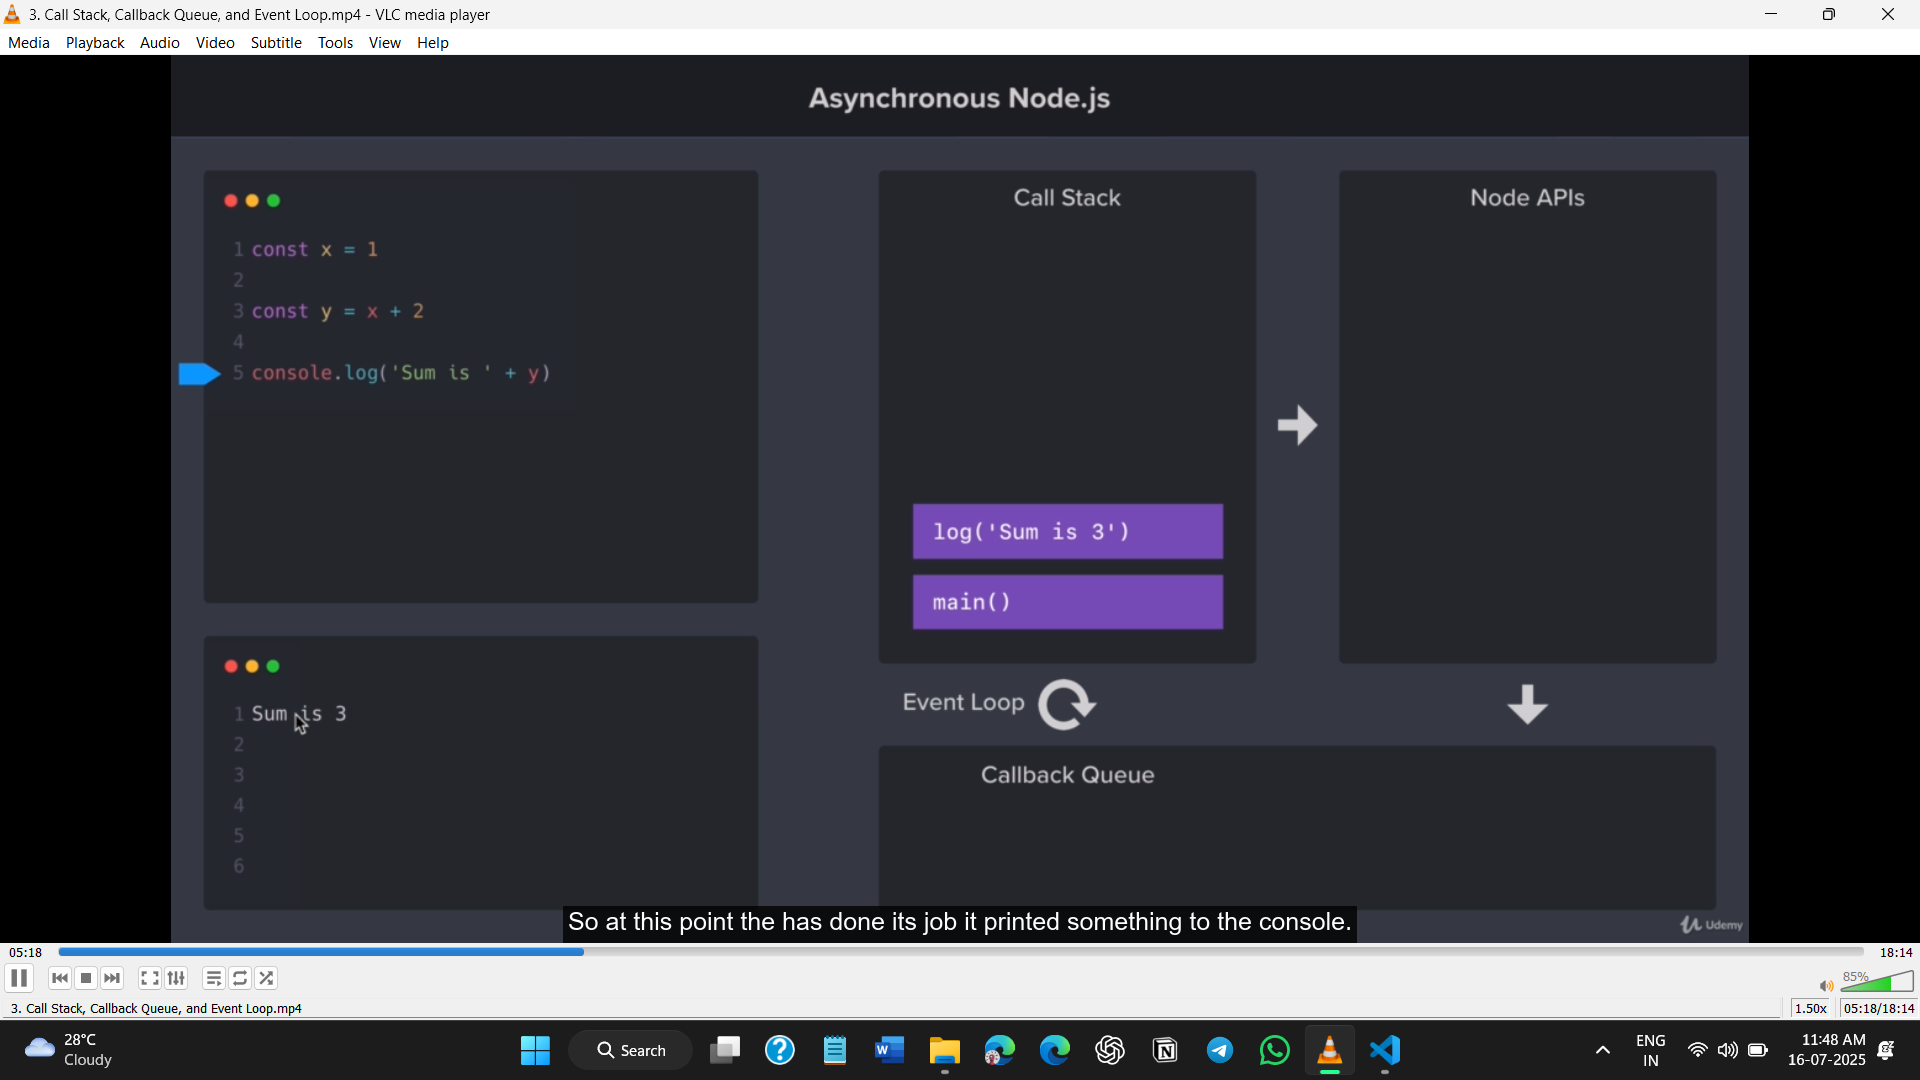 3. Call Stack, Callback Queue, and Event Loop.mp4 - VLC media player
Media Playback Audio Video Subtitle Tools View Help
Asynchronous Node.js
1 const x = 1
2
3 const y = x + 2
4
5 console.log('Sum is ' + y)
Call Stack
log('Sum is 3')
main()
Node APIs
Event Loop
Callback Queue
1 Sum is 3
2
3
4
5
6
Udemy
So at this point the has done its job it printed something to the console.
05:18
18:14
85%
3. Call Stack, Callback Queue, and Event Loop.mp4
1.50x
05:18/18:14
28°C
Cloudy
Search
ENG
IN
11:48 AM
16-07-2025